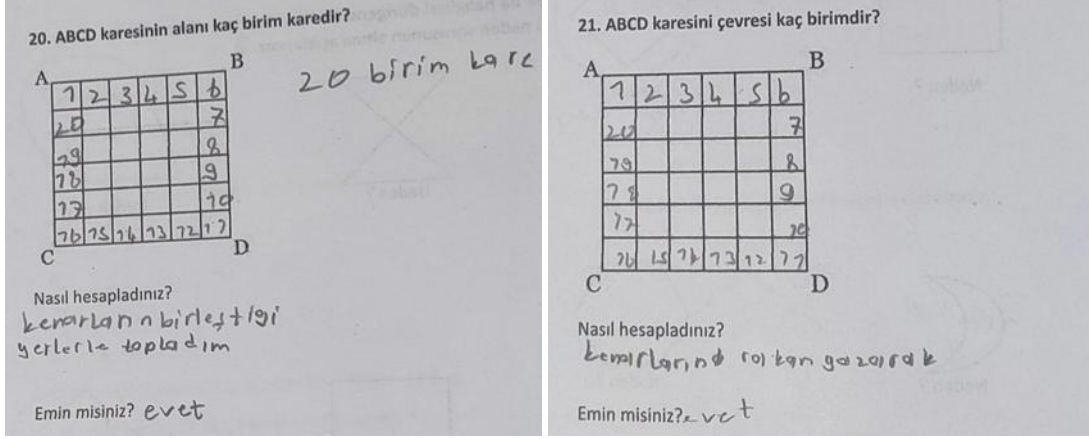 20. ABCD karesinin alanı kaç birim karedir?
20 birim kare
A B
1 2 3 4 5 6
20 7
19 8
18 9
17 10
16 15 14 13 12 11
C D
Nasıl hesapladınız?
kenarların birleştiği
yerlerle topladım
Emin misiniz? evet
21. ABCD karesini çevresi kaç birimdir?
A B
1 2 3 4 5 6
20 7
19 8
18 9
17 10
16 15 14 13 12 11
C D
Nasıl hesapladınız?
kenarlarına
Emin misiniz? evet